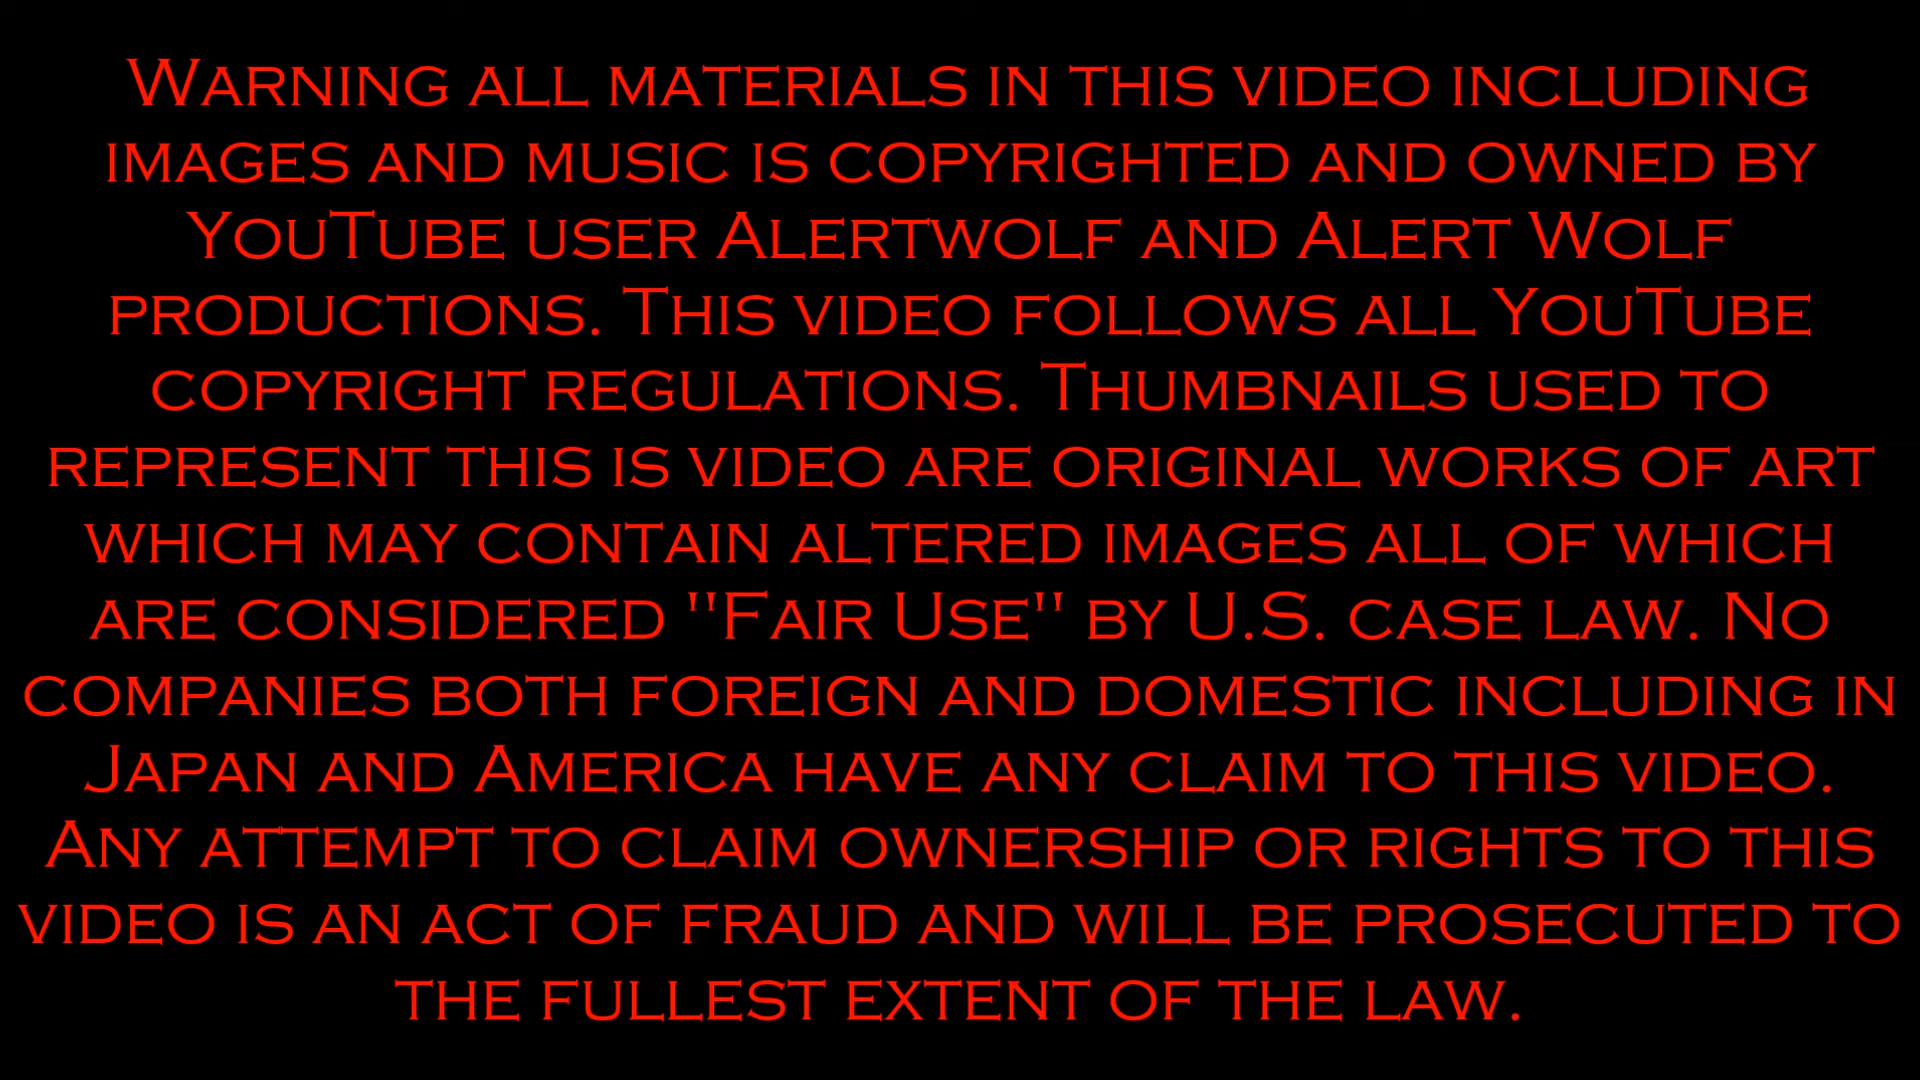 Warning all materials in this video including
images and music is copyrighted and owned by
YouTube user Alertwolf and Alert Wolf
productions. This video follows all YouTube
copyright regulations. Thumbnails used to
represent this is video are original works of art
which may contain altered images all of which
are considered "Fair Use" by U.S. case law. No
companies both foreign and domestic including in
Japan and America have any claim to this video.
Any attempt to claim ownership or rights to this
video is an act of fraud and will be prosecuted to
the fullest extent of the law.